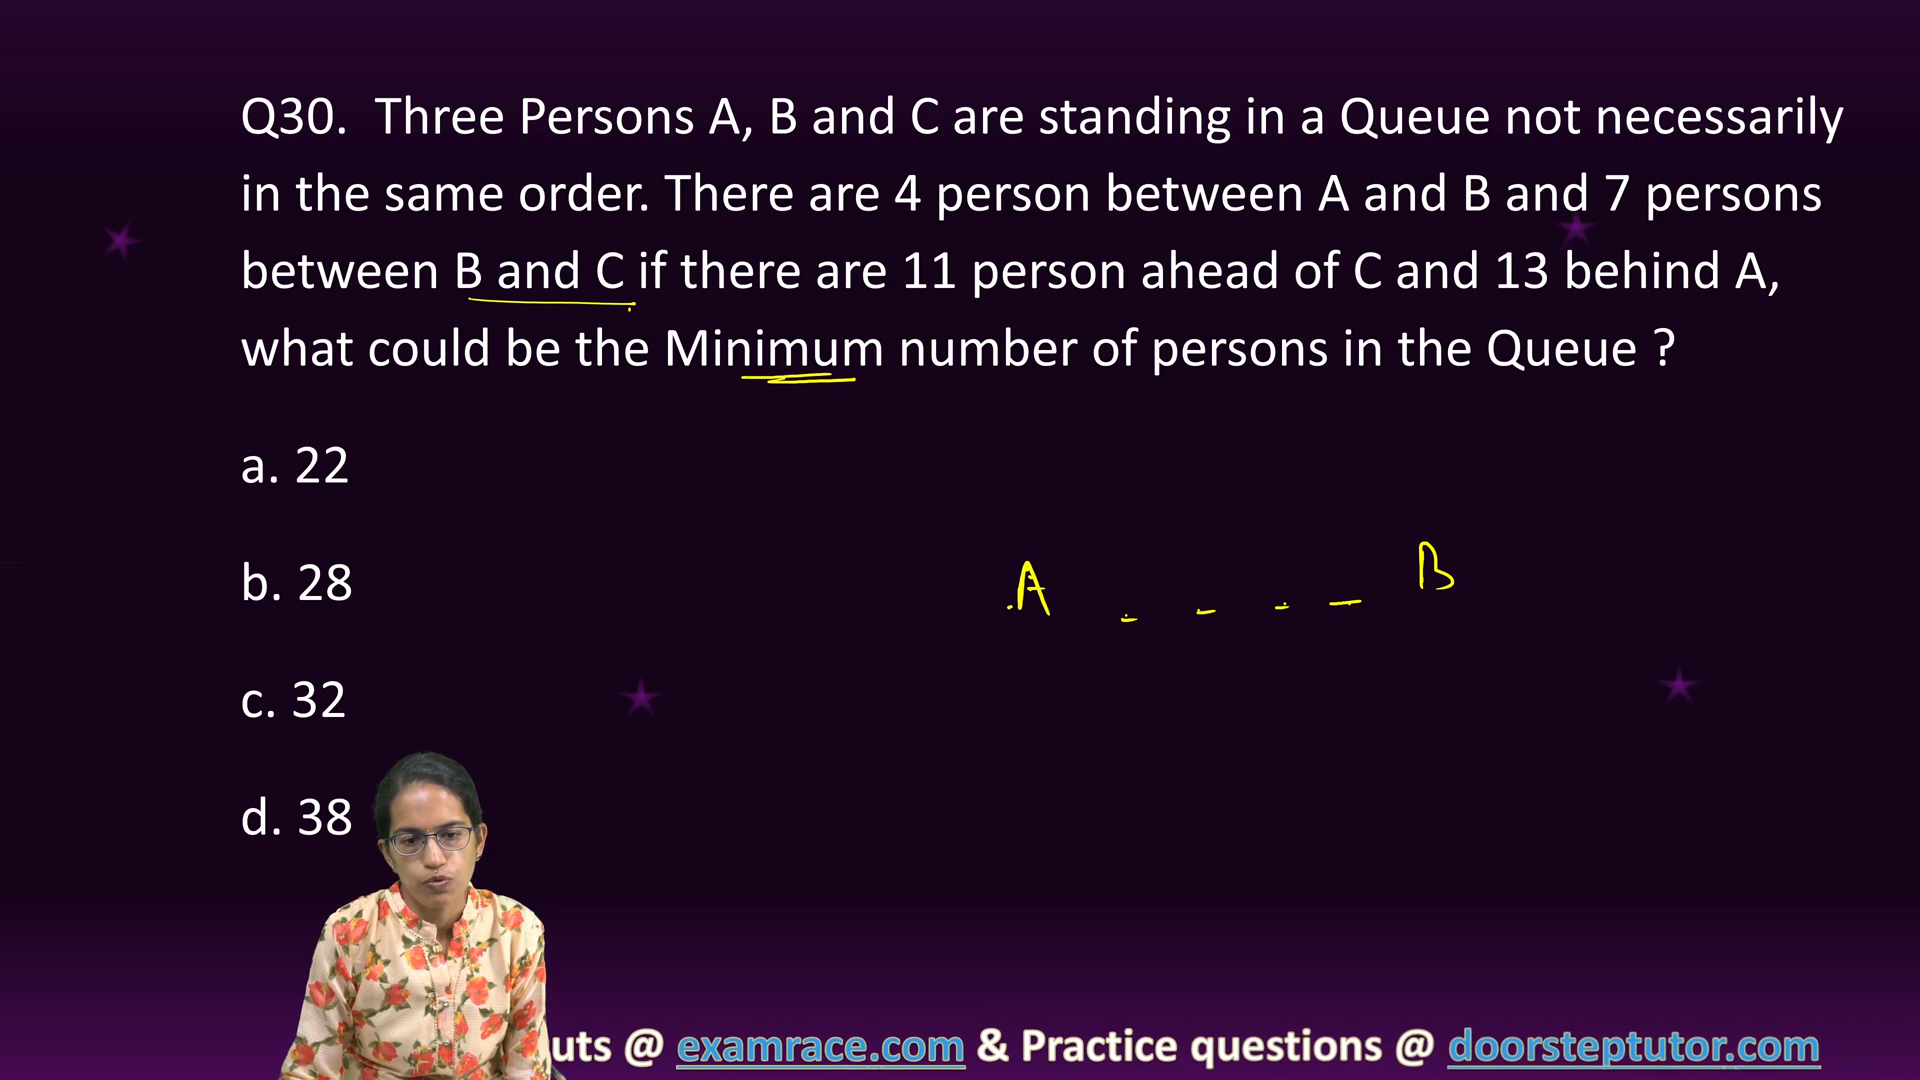 Q30. Three Persons A, B and C are standing in a Queue not necessarily
in the same order. There are 4 person between A and B and 7 persons
between B and C if there are 11 person ahead of C and 13 behind A,
what could be the Minimum number of persons in the Queue ?
a. 22
b. 28
A B
c. 32
d. 38
uts @ examrace.com & Practice questions @ doorsteptutor.com